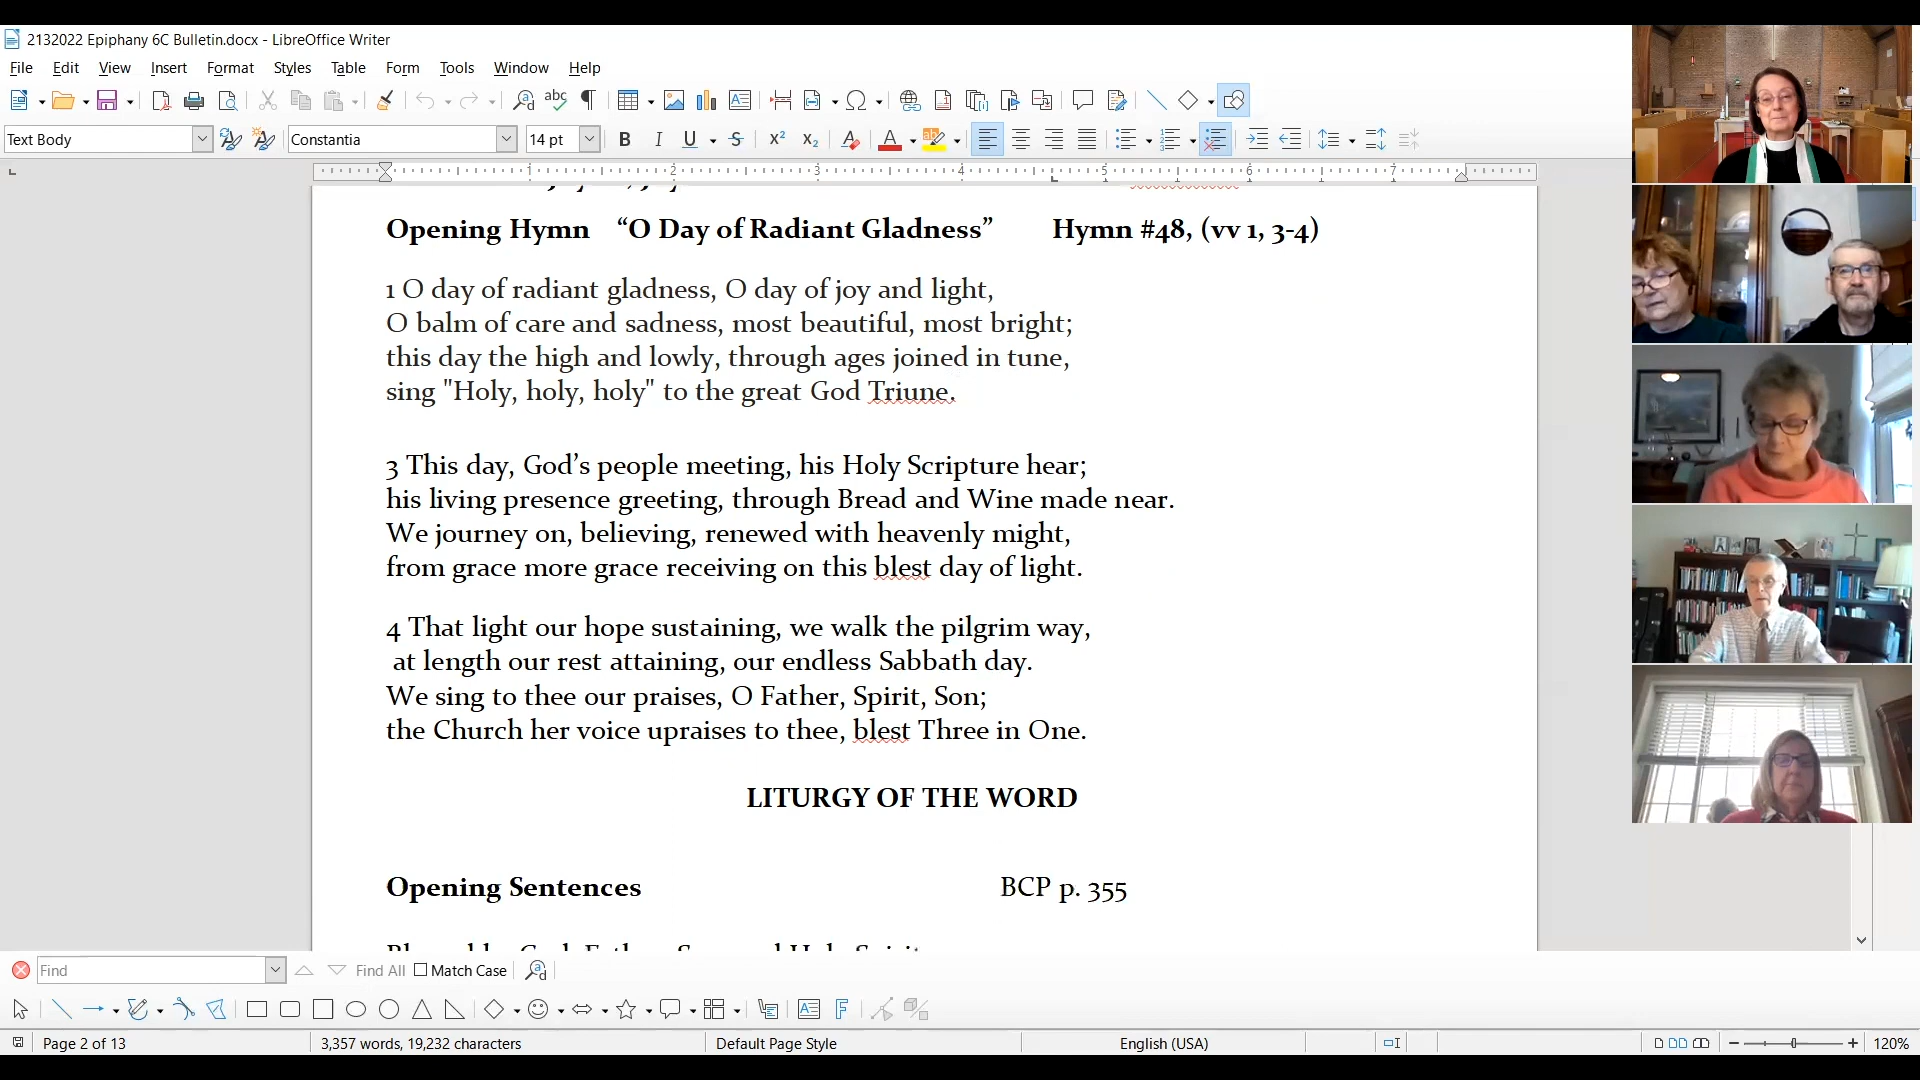 2132022 Epiphany 6C Bulletin.docx - LibreOffice Writer
File Edit View Insert Format Styles Table Form Tools Window Help
Text Body Constantia 14 pt
1 2 3 4 5 6 7
Opening Hymn “O Day of Radiant Gladness” Hymn #48, (vv 1, 3-4)
1 O day of radiant gladness, O day of joy and light,
O balm of care and sadness, most beautiful, most bright;
this day the high and lowly, through ages joined in tune,
sing "Holy, holy, holy" to the great God Triune.
3 This day, God’s people meeting, his Holy Scripture hear;
his living presence greeting, through Bread and Wine made near.
We journey on, believing, renewed with heavenly might,
from grace more grace receiving on this blest day of light.
4 That light our hope sustaining, we walk the pilgrim way,
at length our rest attaining, our endless Sabbath day.
We sing to thee our praises, O Father, Spirit, Son;
the Church her voice upraises to thee, blest Three in One.
LITURGY OF THE WORD
Opening Sentences BCP p. 355
Find Find All Match Case
Page 2 of 13 3,357 words, 19,232 characters Default Page Style English (USA) 120%